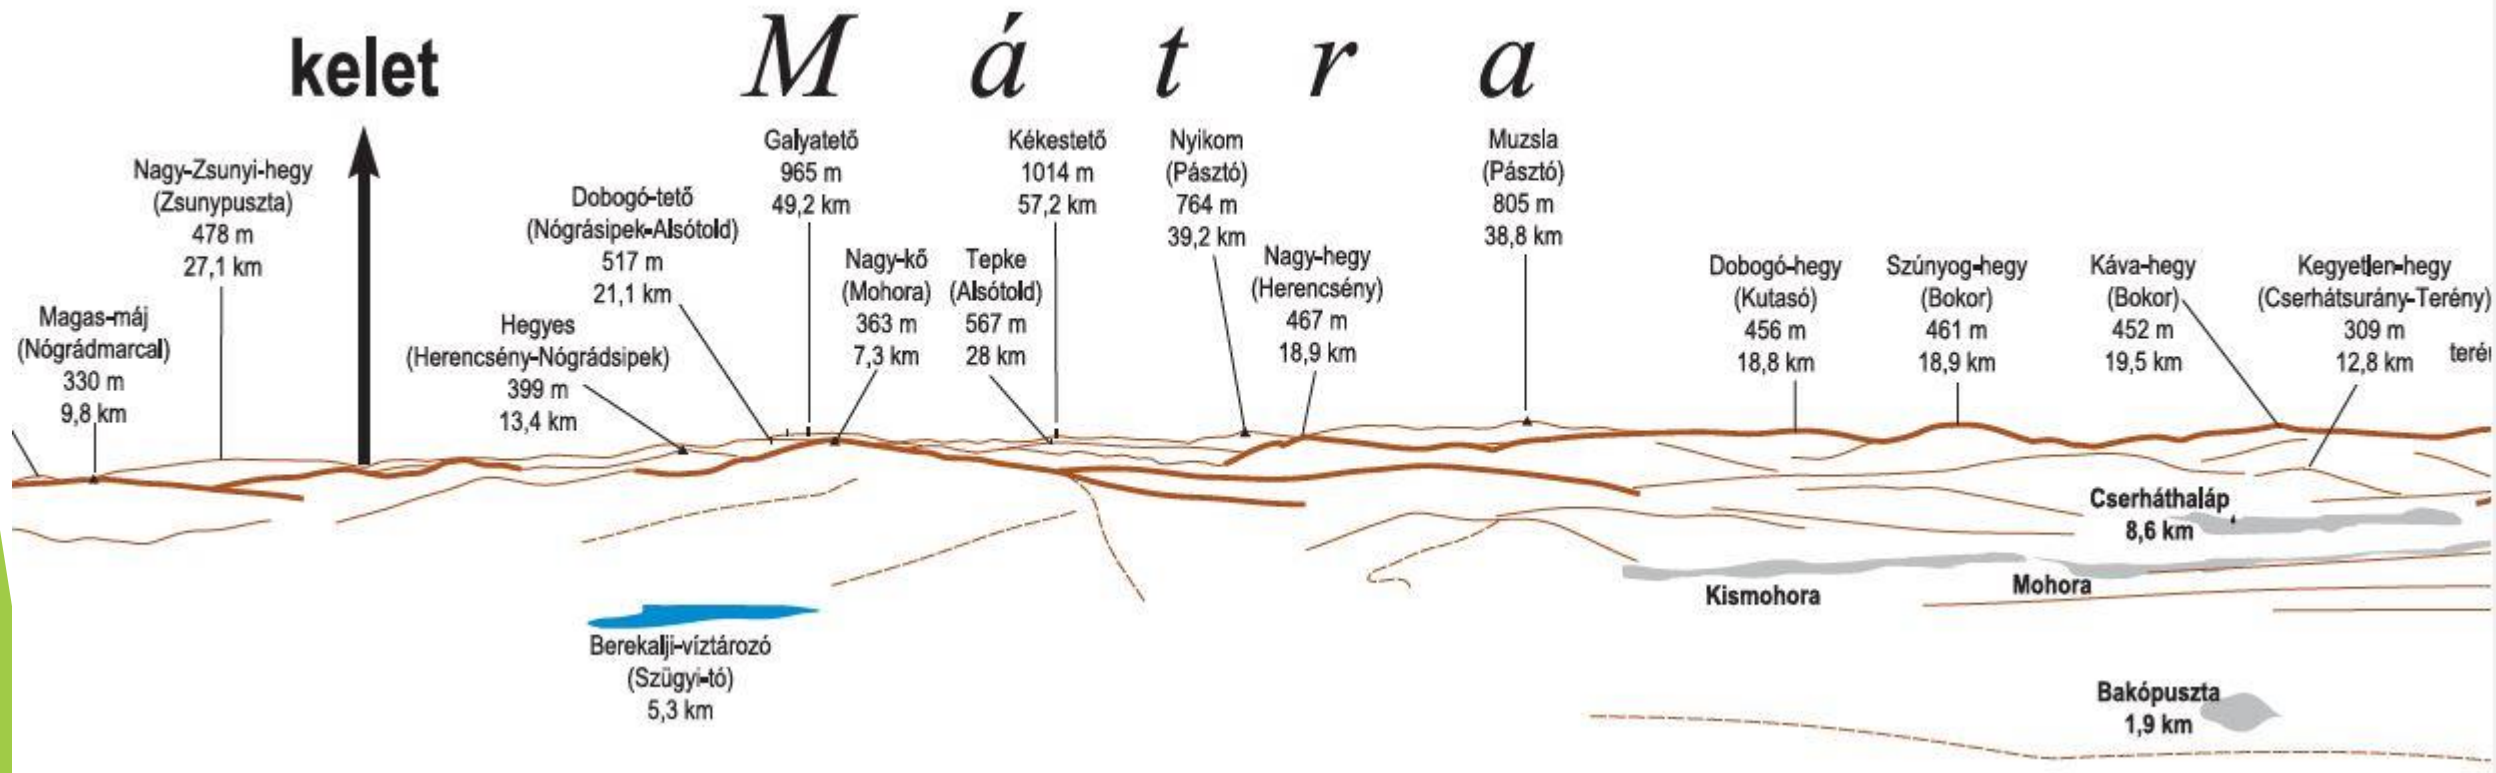 kelet
Mátra
Magas-máj
(Nógrádmarcal)
330 m
9,8 km
Nagy-Zsunyi-hegy
(Zsunypuszta)
478 m
27,1 km
Hegyes
(Herencsény-Nógrádsipek)
399 m
13,4 km
Dobogó-tető
(Nógrásipek-Alsótold)
517 m
21,1 km
Galyatető
965 m
49,2 km
Nagy-kő
(Mohora)
363 m
7,3 km
Tepke
(Alsótold)
567 m
28 km
Kékestető
1014 m
57,2 km
Nyikom
(Pásztó)
764 m
39,2 km
Nagy-hegy
(Herencsény)
467 m
18,9 km
Muzsla
(Pásztó)
805 m
38,8 km
Dobogó-hegy
(Kutasó)
456 m
18,8 km
Szúnyog-hegy
(Bokor)
461 m
18,9 km
Káva-hegy
(Bokor)
452 m
19,5 km
Kegyetlen-hegy
(Cserhátsurány-Terény)
309 m
12,8 km
Cserháthaláp
8,6 km
Kismohora
Mohora
Berekalji-víztározó
(Szügyi-tó)
5,3 km
Bakópuszta
1,9 km